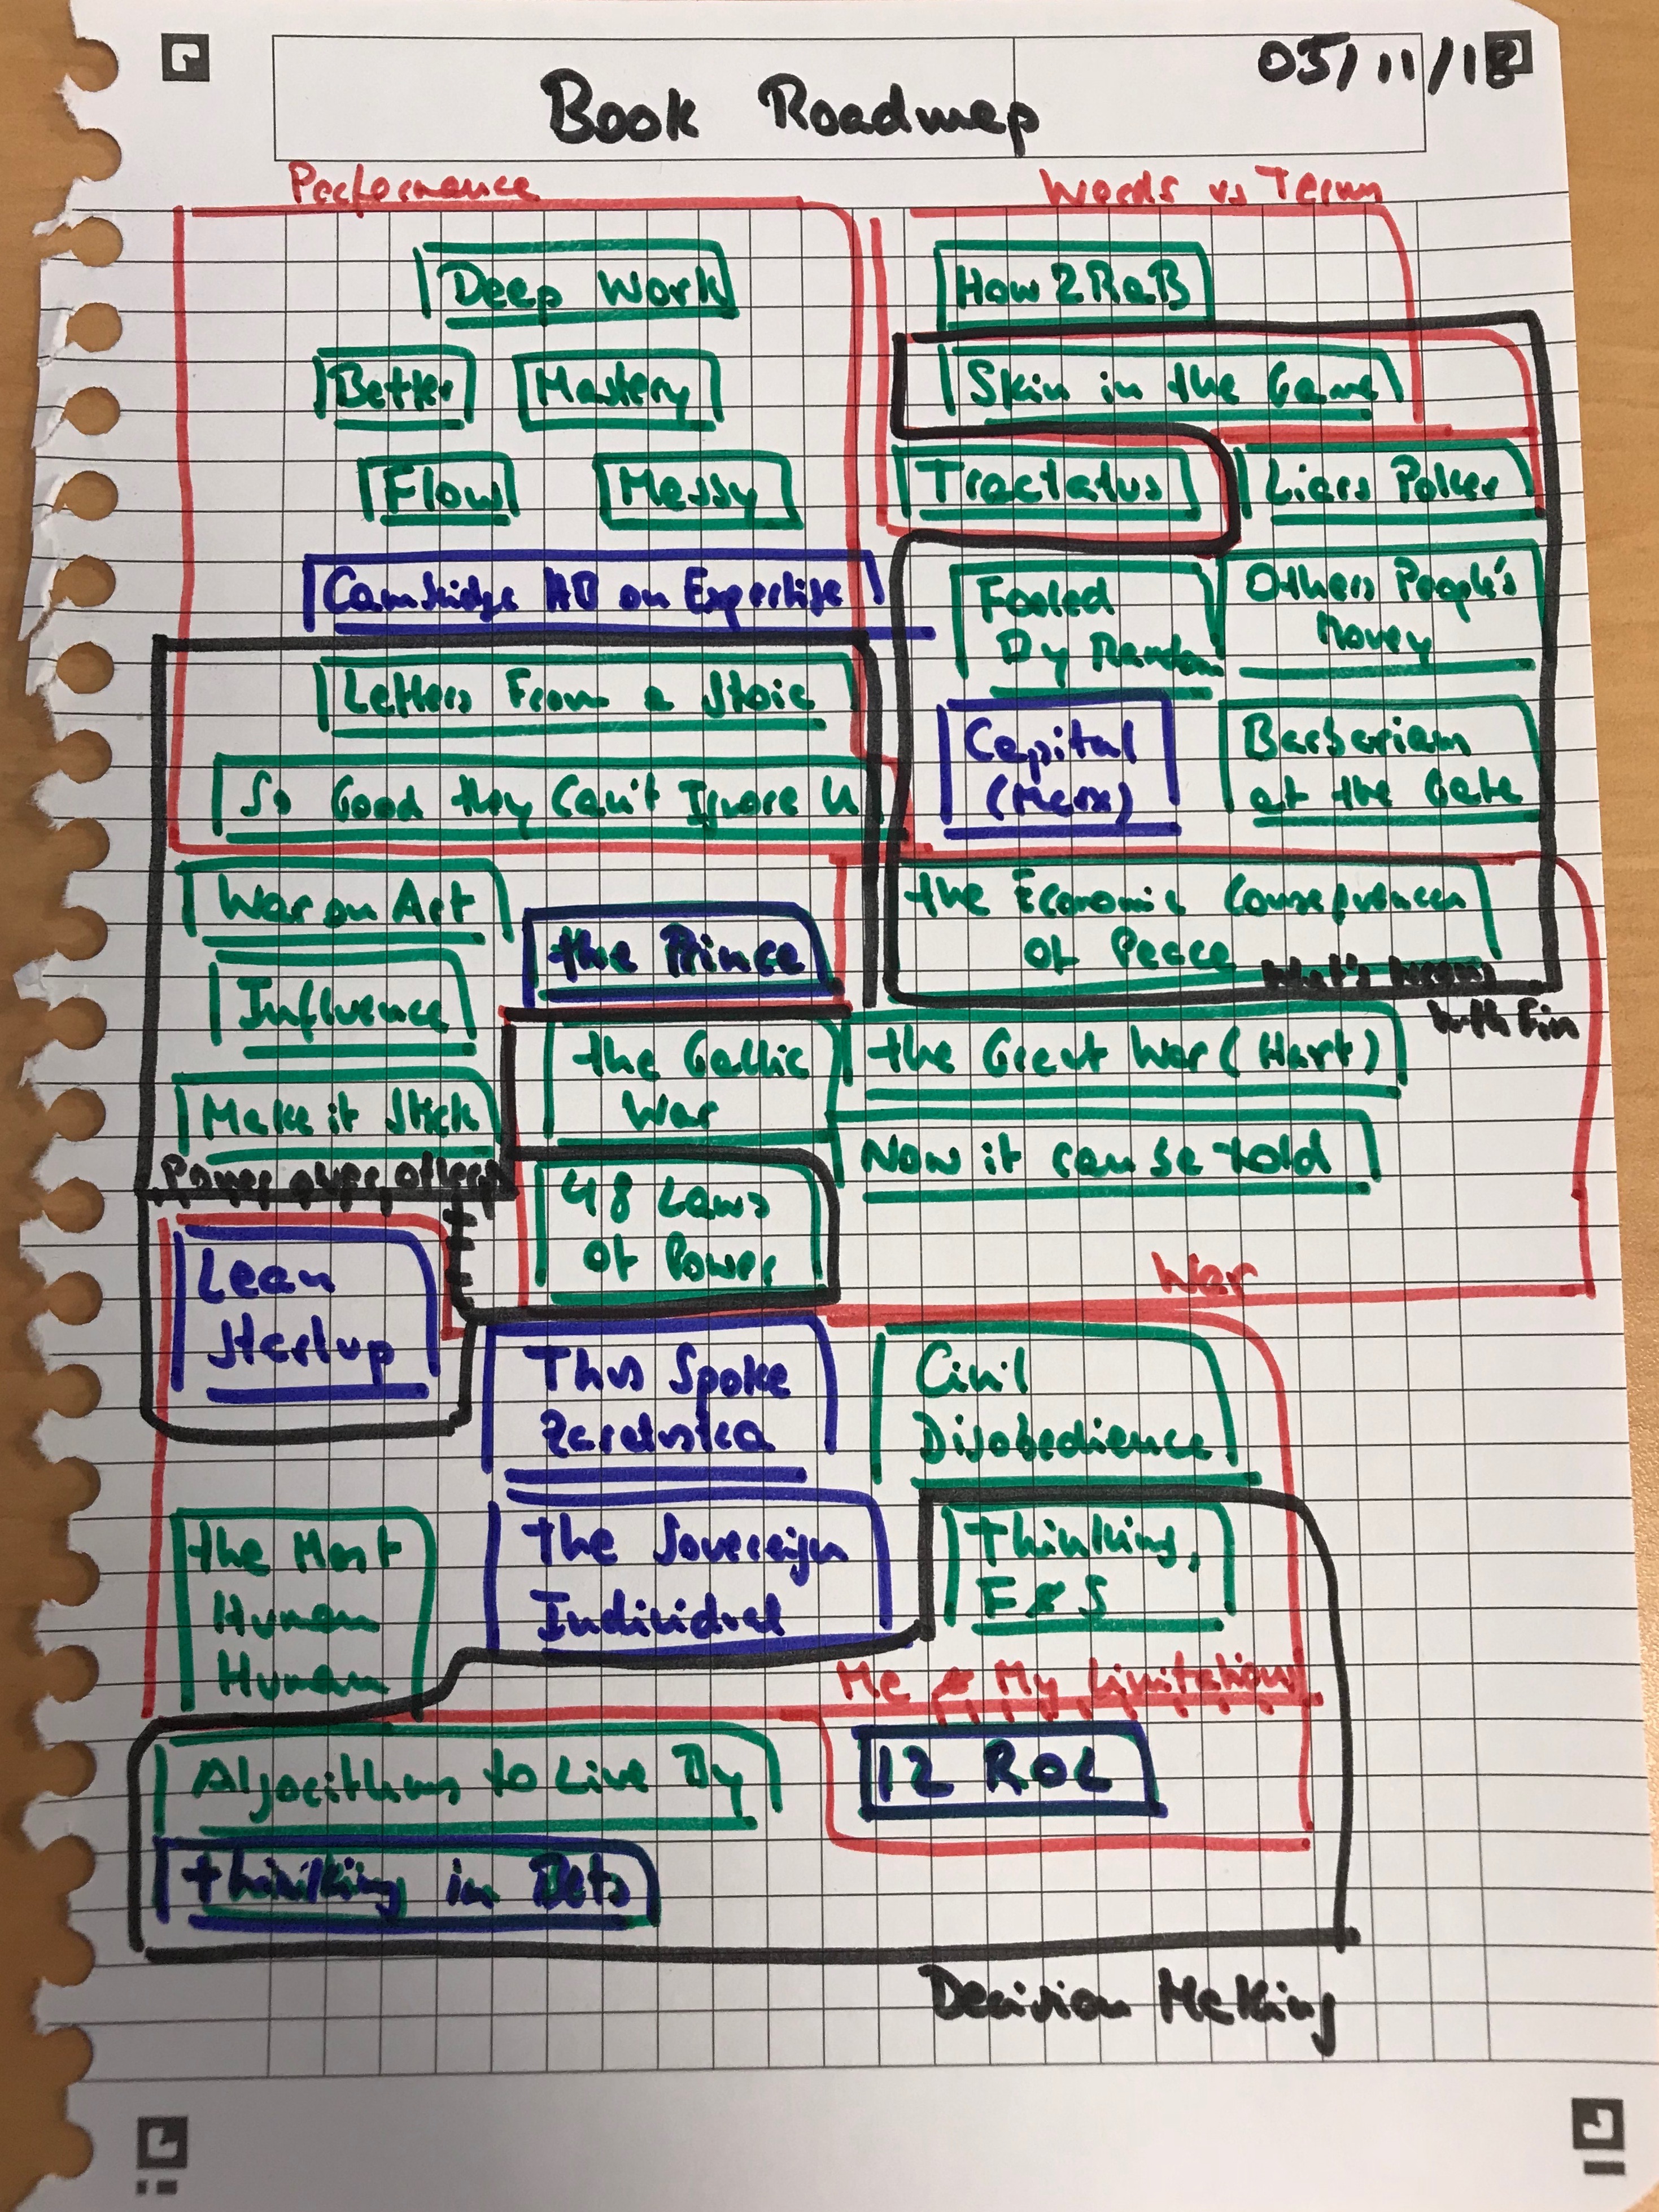 05/11/18
Book Roadmap
Performance
Words vs Terms
Deep Work
How 2 RaB
Better
Mastery
Skin in the Game
Flow
Messy
Tractatus
Liars Poker
Cambridge HB on Expertise
Fooled
By Random
Others People's
Money
Letters From a Stoic
Capital
(Marx)
Barbarians
at the Gate
So Good they Can't Ignore U
War on Art
the Prince
the Economic Consequences
of Peace
What's wrong
with Fin
Influence
the Gallic
War
the Great War (Hart)
Make it Stick
Now it can be told
Power over others
48 Laws
of Power
War
Lean
Startup
Thus Spoke
Civil
Disobedience
the Most
Human
Human
the Sovereign
Individual
Thinking,
F & S
Me & My Limitations
Algorithms to Live By
12 RoL
thinking in Bets
Decision Making